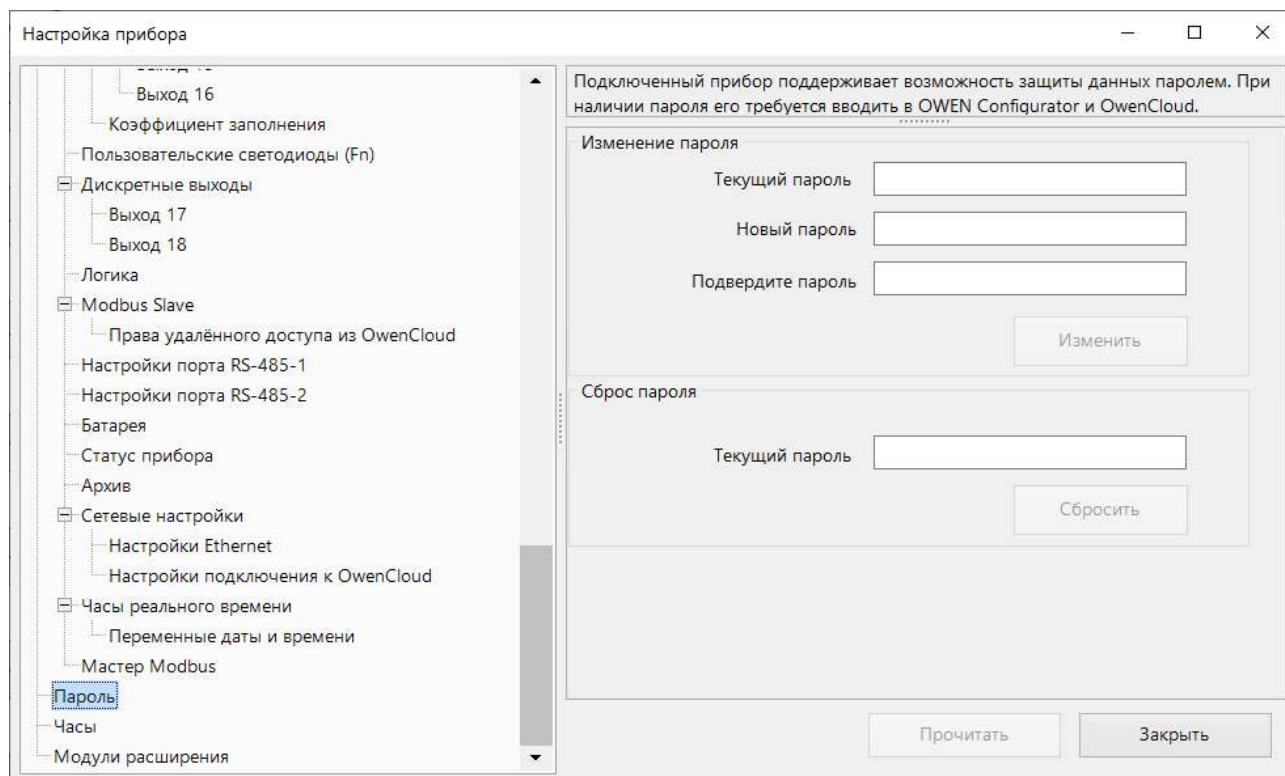 Настройка прибора
Выход 16
Коэффициент заполнения
Пользовательские светодиоды (Fn)
Дискретные выходы
Выход 17
Выход 18
Логика
Modbus Slave
Права удалённого доступа из OwenCloud
Настройки порта RS-485-1
Настройки порта RS-485-2
Батарея
Статус прибора
Архив
Сетевые настройки
Настройки Ethernet
Настройки подключения к OwenCloud
Часы реального времени
Переменные даты и времени
Мастер Modbus
Пароль
Часы
Модули расширения
Подключенный прибор поддерживает возможность защиты данных паролем. При
наличии пароля его требуется вводить в OWEN Configurator и OwenCloud.
Изменение пароля
Текущий пароль
Новый пароль
Подвердите пароль
Изменить
Сброс пароля
Текущий пароль
Сбросить
Прочитать
Закрыть